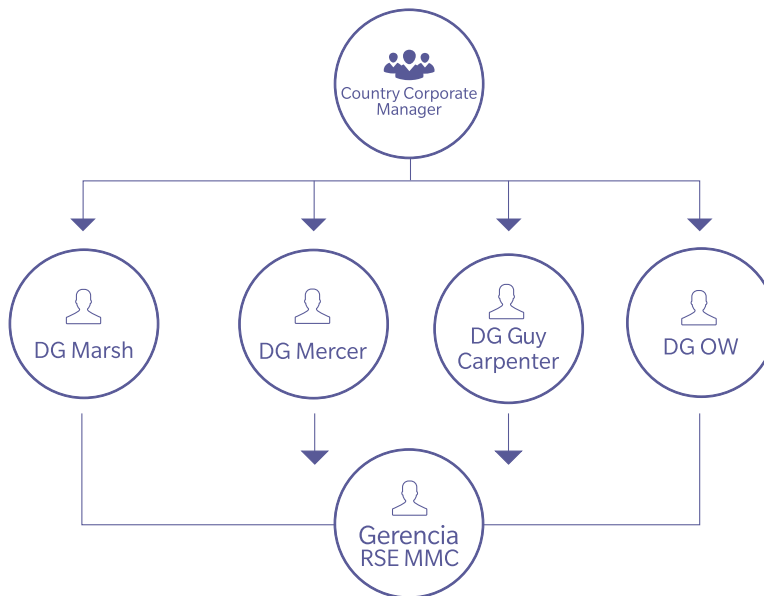 Country Corporate
Manager
DG Marsh
DG Mercer
DG Guy
Carpenter
DG OW
Gerencia
RSE MMC